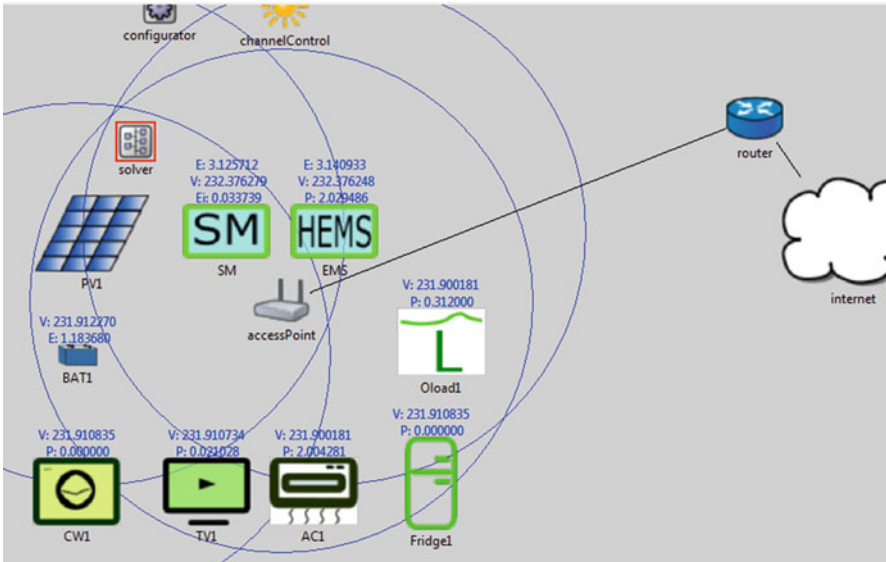 configurator
channelControl
solver
router
E: 3.125712
V: 232.376279
Ei: 0.033739
SM
SM
E: 3.140933
V: 232.376248
P: 2.029486
HEMS
EMS
PV1
internet
accessPoint
V: 231.900181
P: 0.312000
L
Oload1
V: 231.912270
E: 1.183680
BAT1
V: 231.910835
P: 0.000000
CW1
V: 231.910734
P: 0.021028
TV1
V: 231.900181
P: 2.004281
AC1
V: 231.910835
P: 0.000000
Fridge1